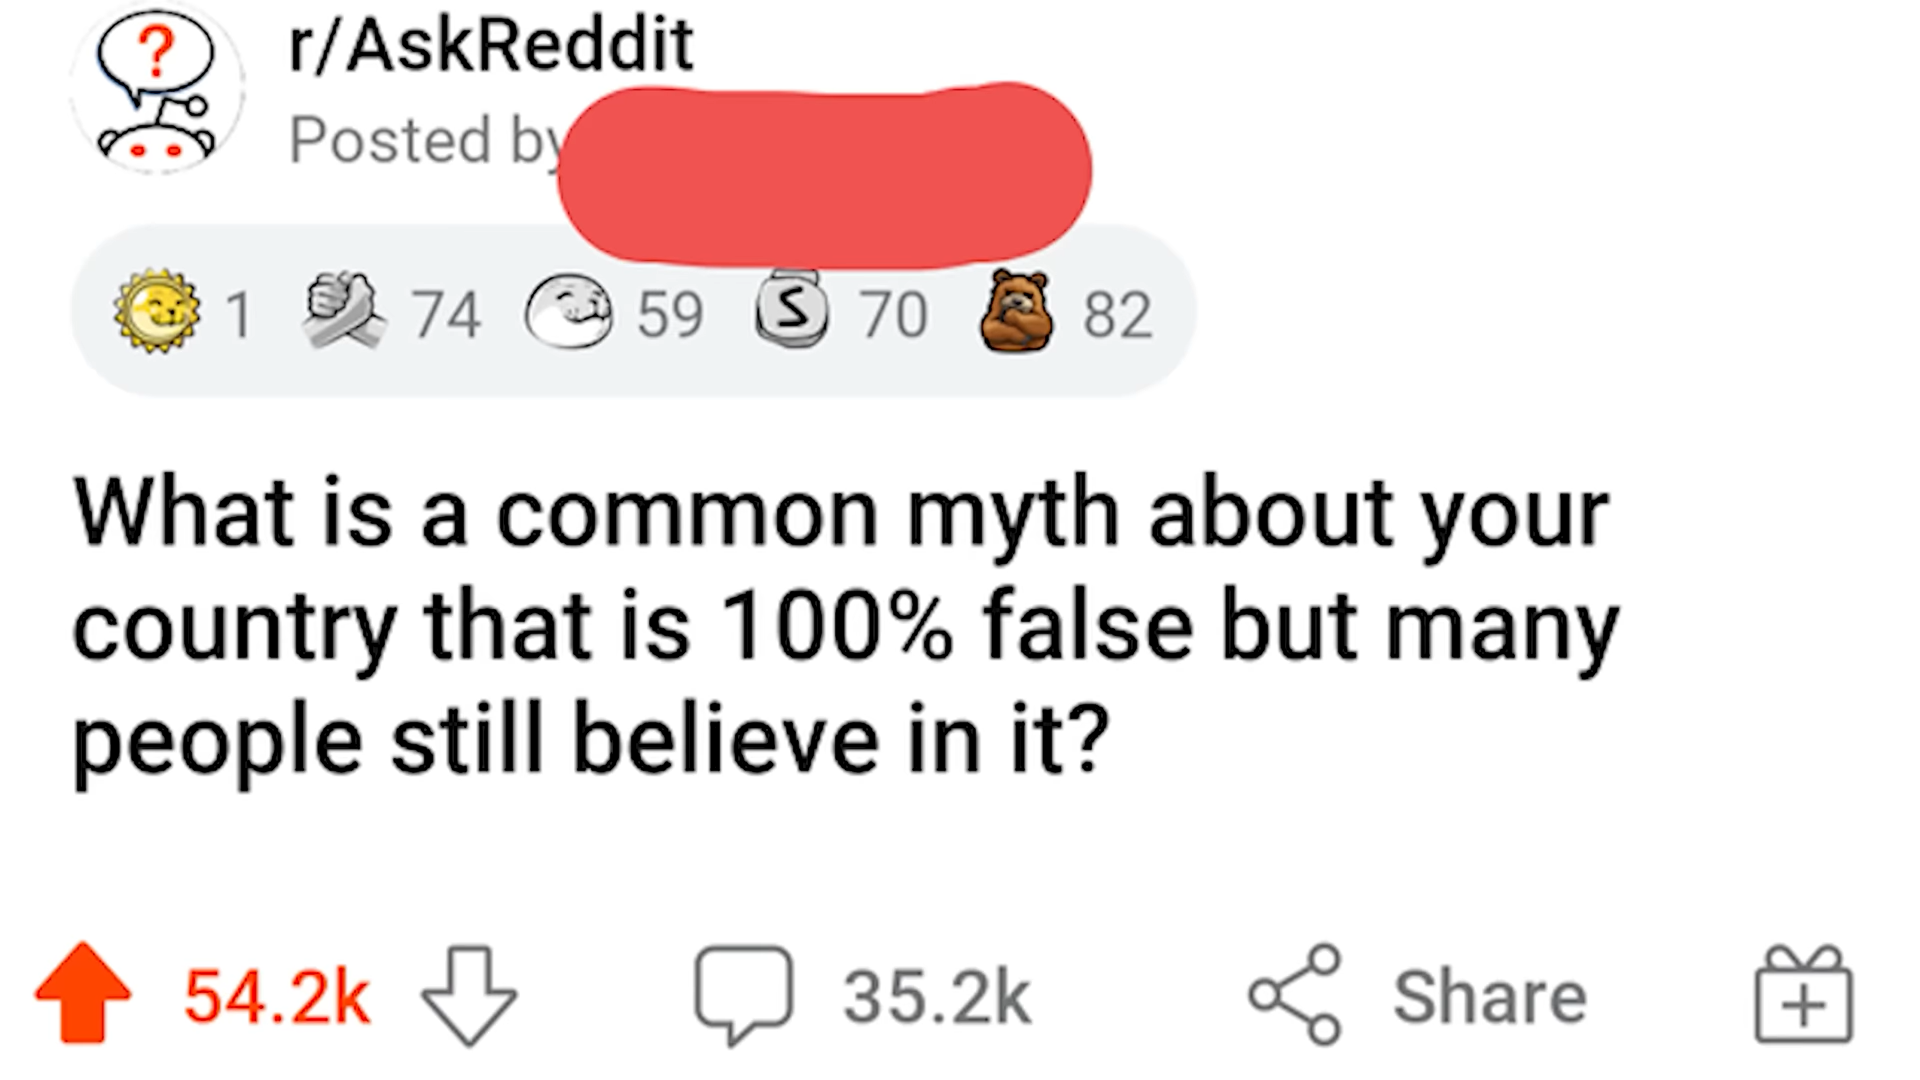 ?
r/AskReddit
Posted by
1 74 59 S 70 82
What is a common myth about your
country that is 100% false but many
people still believe in it?
54.2k 35.2k Share